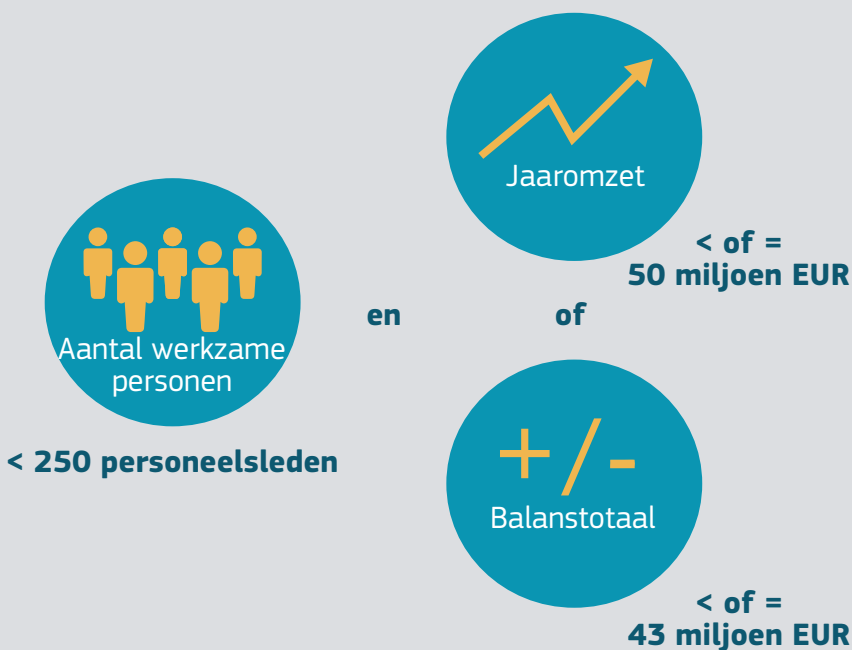 Aantal werkzame
personen
< 250 personeelsleden
en
Jaaromzet
< of =
50 miljoen EUR
of
+/-
Balanstotaal
< of =
43 miljoen EUR